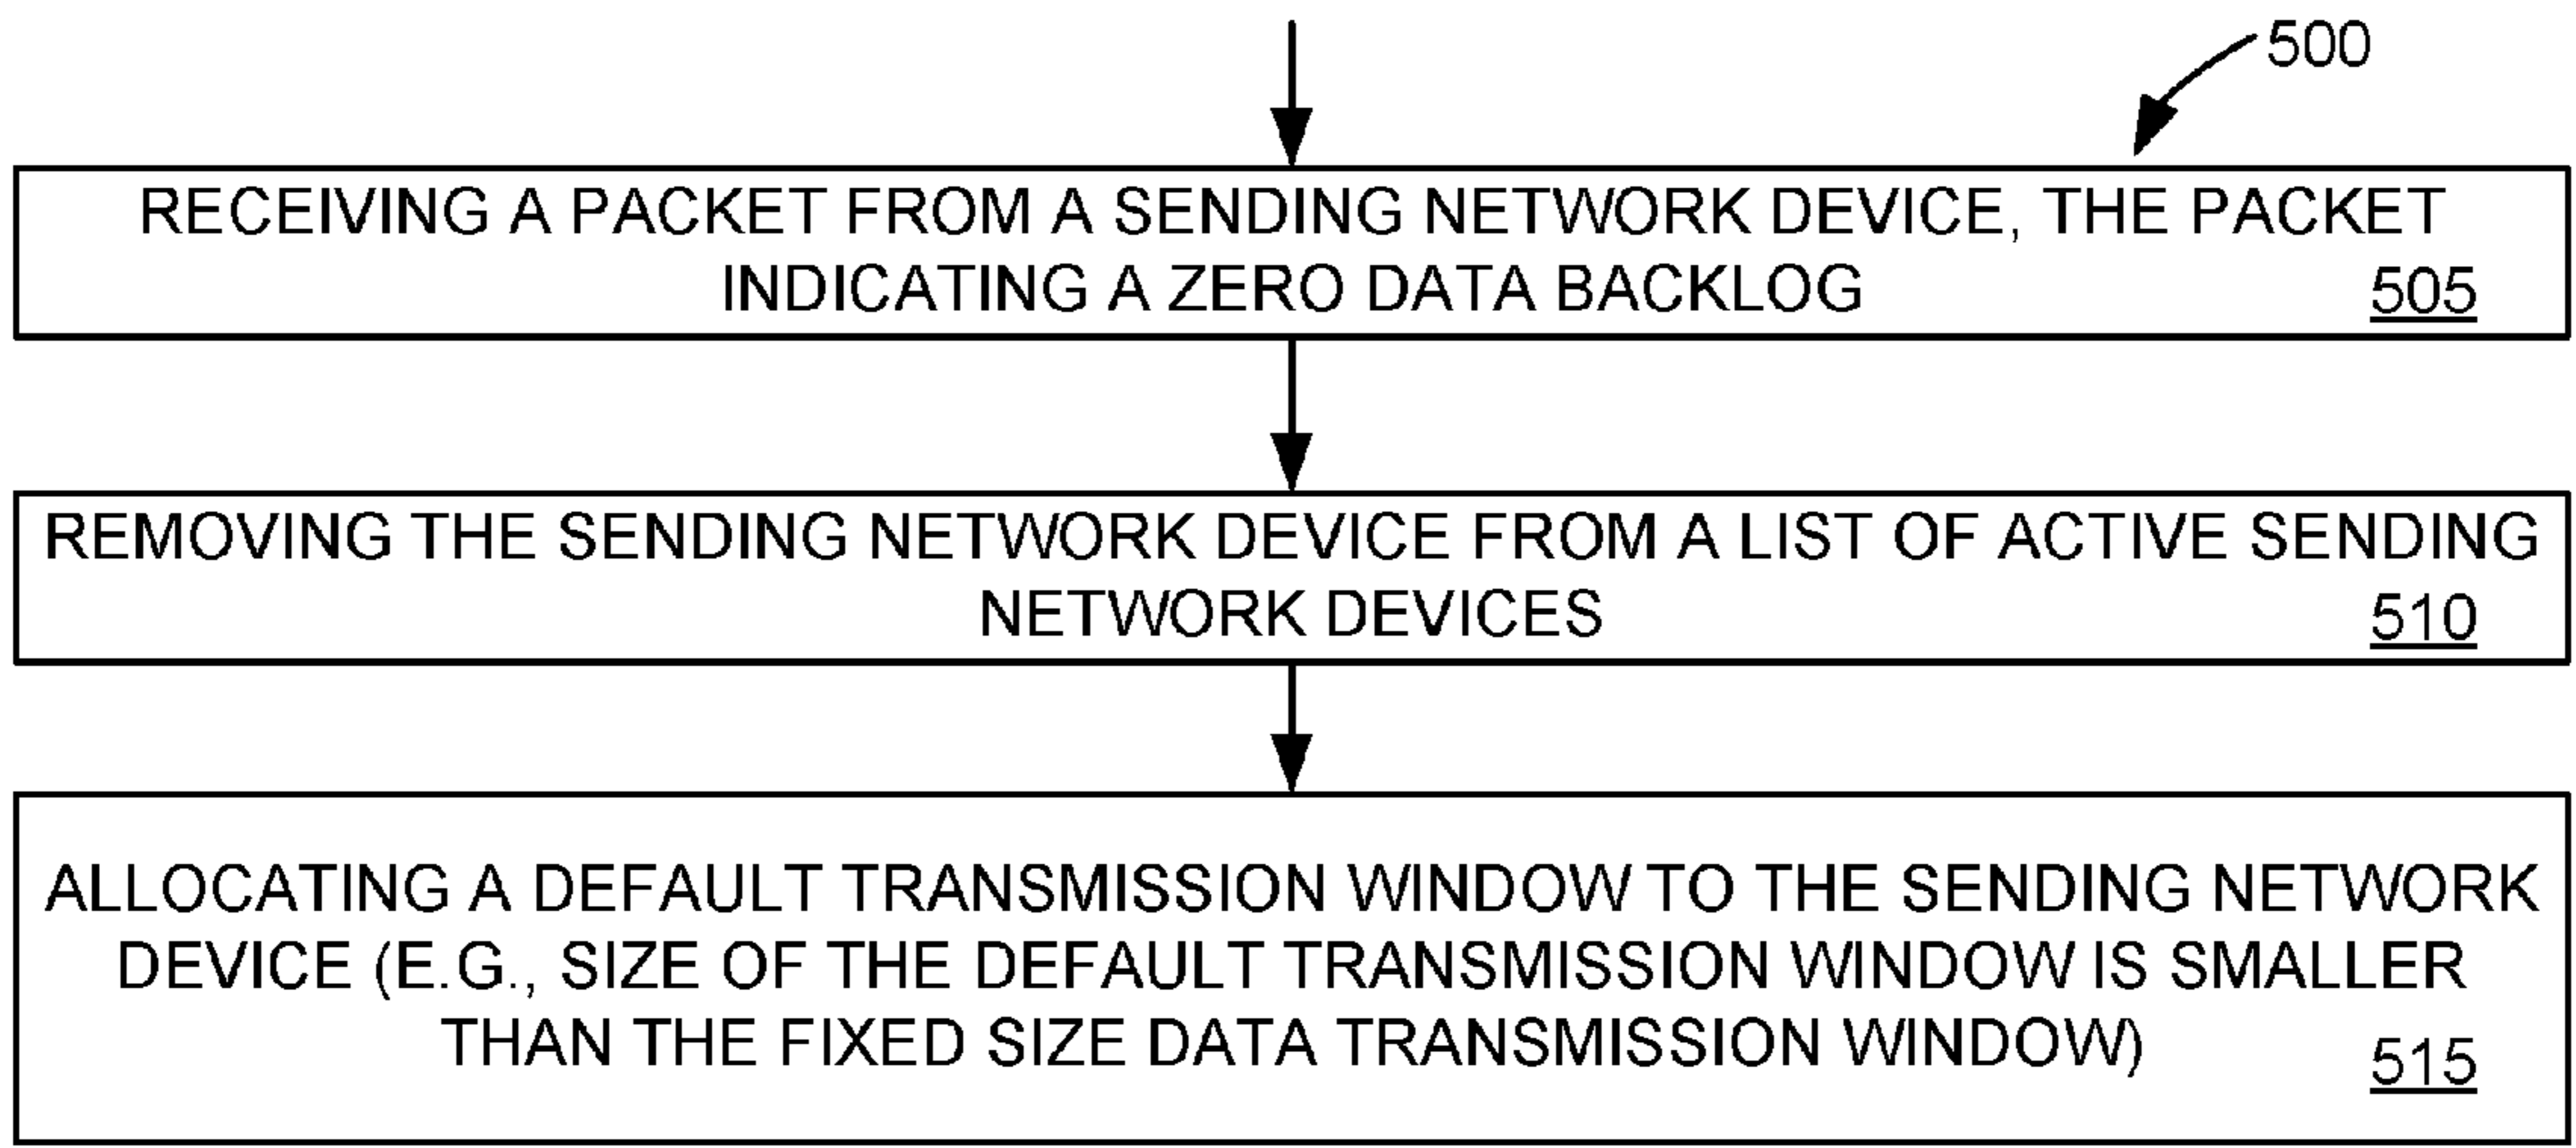 500
RECEIVING A PACKET FROM A SENDING NETWORK DEVICE, THE PACKET
INDICATING A ZERO DATA BACKLOG
505
REMOVING THE SENDING NETWORK DEVICE FROM A LIST OF ACTIVE SENDING
NETWORK DEVICES
510
ALLOCATING A DEFAULT TRANSMISSION WINDOW TO THE SENDING NETWORK
DEVICE (E.G., SIZE OF THE DEFAULT TRANSMISSION WINDOW IS SMALLER
THAN THE FIXED SIZE DATA TRANSMISSION WINDOW)
515